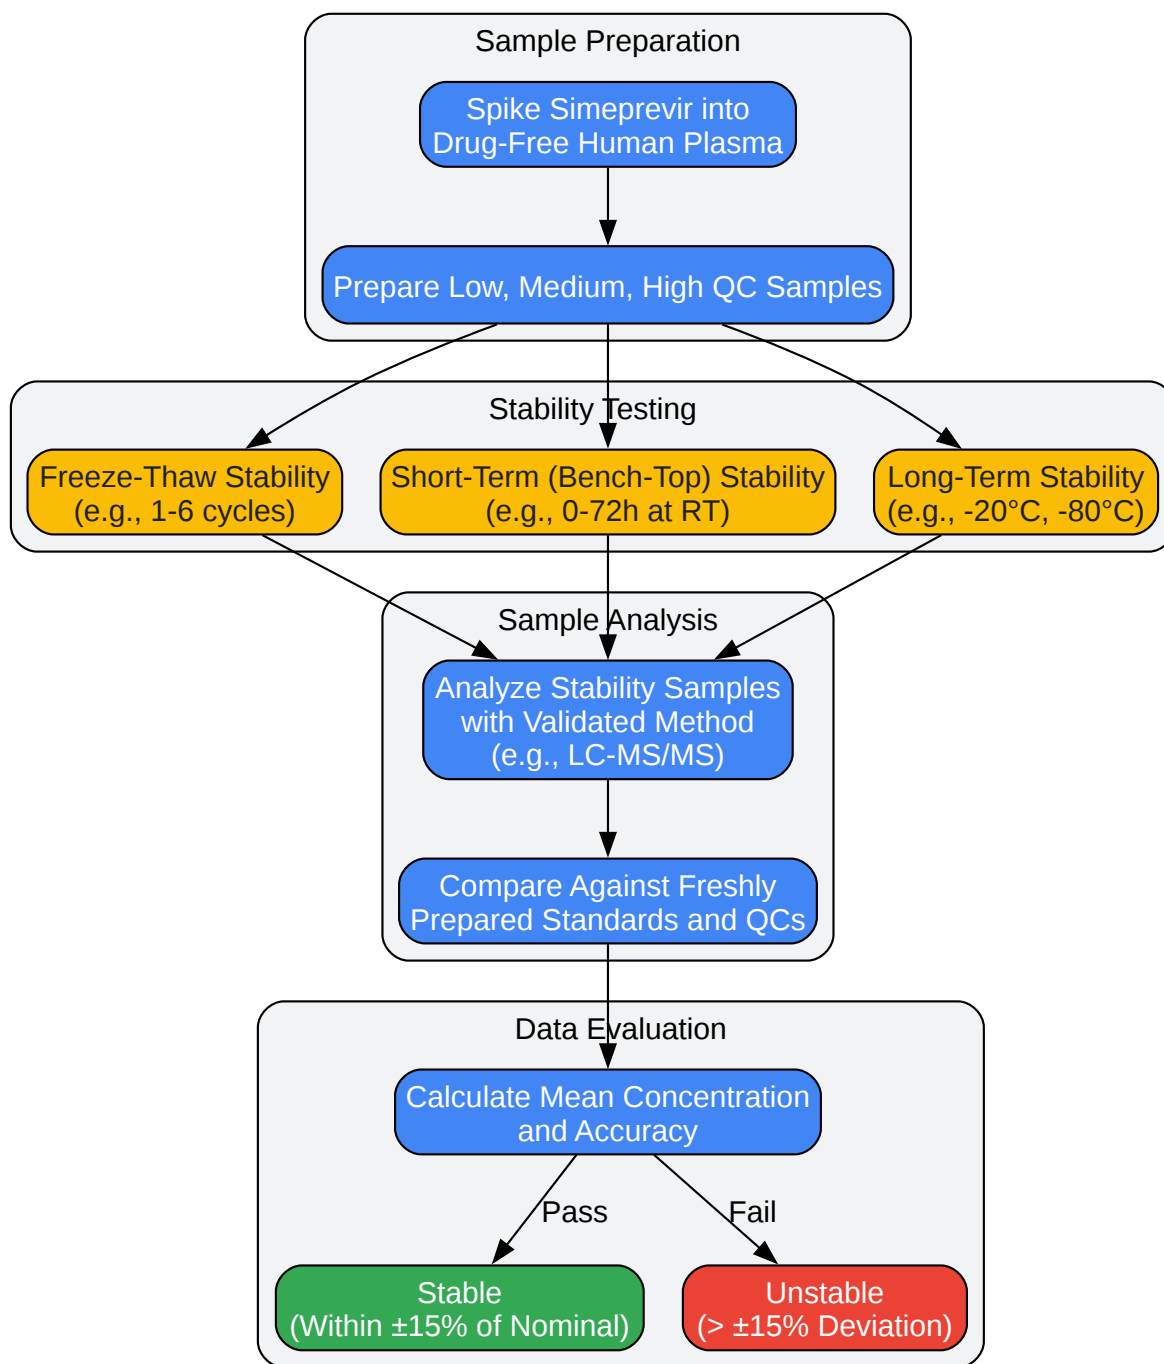 Sample Preparation
Spike Simeprevir into
Drug-Free Human Plasma
Prepare Low, Medium, High QC Samples
Stability Testing
Freeze-Thaw Stability
(e.g., 1-6 cycles)
Short-Term (Bench-Top) Stability
(e.g., 0-72h at RT)
Long-Term Stability
(e.g., -20°C, -80°C)
Sample Analysis
Analyze Stability Samples
with Validated Method
(e.g., LC-MS/MS)
Compare Against Freshly
Prepared Standards and QCs
Data Evaluation
Calculate Mean Concentration
and Accuracy
Pass
Fail
Stable
(Within ±15% of Nominal)
Unstable
(> ±15% Deviation)